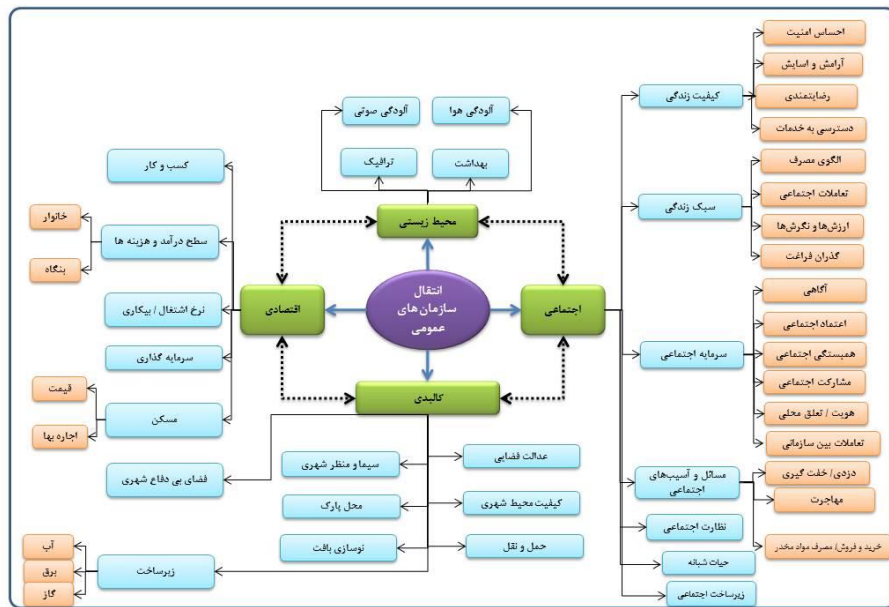 احساس امنیت
آرامش و اسایش
کیفیت زندگی
رضایتمندی
دسترسی به خدمات
الگوی مصرف
تعاملات اجتماعی
سبک زندگی
ارزش‌ها و نگرش‌ها
گذران فراغت
آگاهی
اعتماد اجتماعی
سرمایه اجتماعی
همبستگی اجتماعی
مشارکت اجتماعی
هویت / تعلق محلی
تعاملات بین سازمانی
مسائل و آسیب‌های
اجتماعی
دزدی/ خفت گیری
مهاجرت
خرید و فروش/ مصرف مواد مخدر
نظارت اجتماعی
حیات شبانه
زیرساخت اجتماعی
اجتماعی
آلودگی هوا
آلودگی صوتی
بهداشت
ترافیک
محیط زیستی
انتقال
سازمان های
عمومی
کالبدی
اقتصادی
کسب و کار
سطح درآمد و هزینه ها
خانوار
بنگاه
نرخ اشتغال / بیکاری
سرمایه گذاری
مسکن
قیمت
اجاره بها
عدالت فضایی
سیما و منظر شهری
فضای بی دفاع شهری
کیفیت محیط شهری
محل پارک
حمل و نقل
نوسازی بافت
زیرساخت
آب
برق
گاز